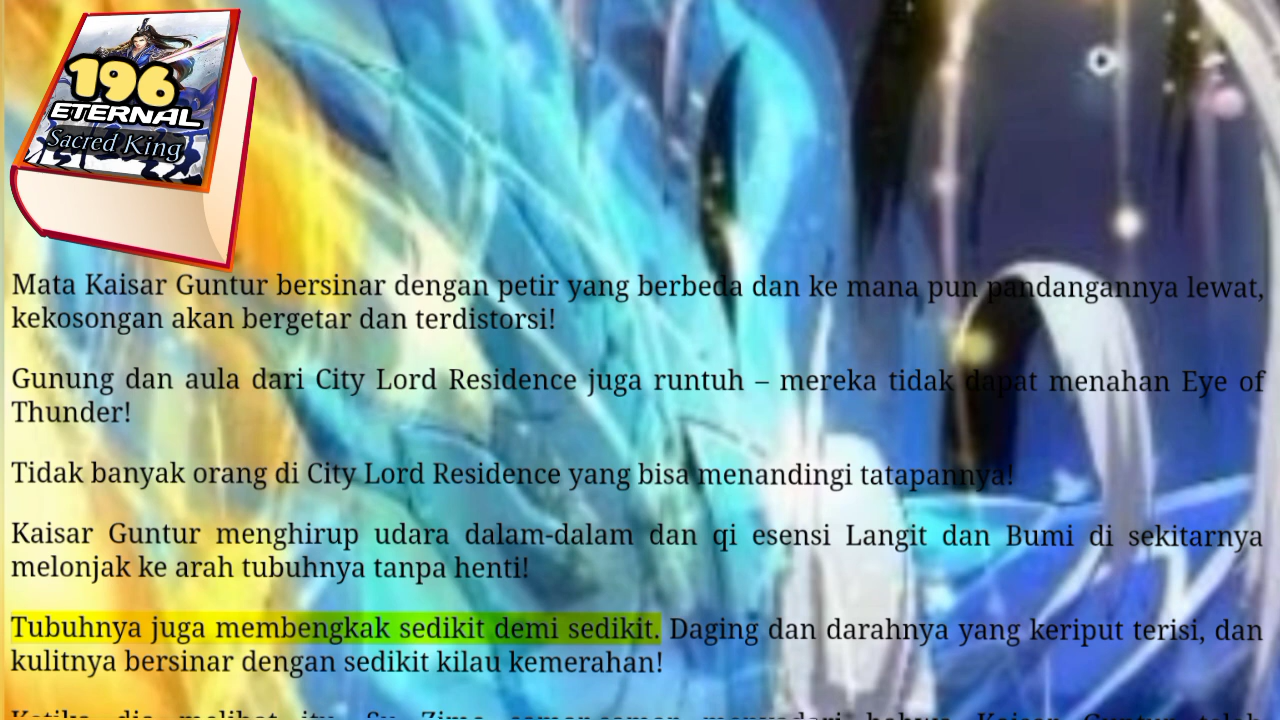 196
ETERNAL
Sacred King
Mata Kaisar Guntur bersinar dengan petir yang berbeda dan ke mana pun pandangannya lewat,
kekosongan akan bergetar dan terdistorsi!
Gunung dan aula dari City Lord Residence juga runtuh – mereka tidak dapat menahan Eye of
Thunder!
Tidak banyak orang di City Lord Residence yang bisa menandingi tatapannya!
Kaisar Guntur menghirup udara dalam-dalam dan qi esensi Langit dan Bumi di sekitarnya
melonjak ke arah tubuhnya tanpa henti!
Tubuhnya juga membengkak sedikit demi sedikit. Daging dan darahnya yang keriput terisi, dan
kulitnya bersinar dengan sedikit kilau kemerahan!